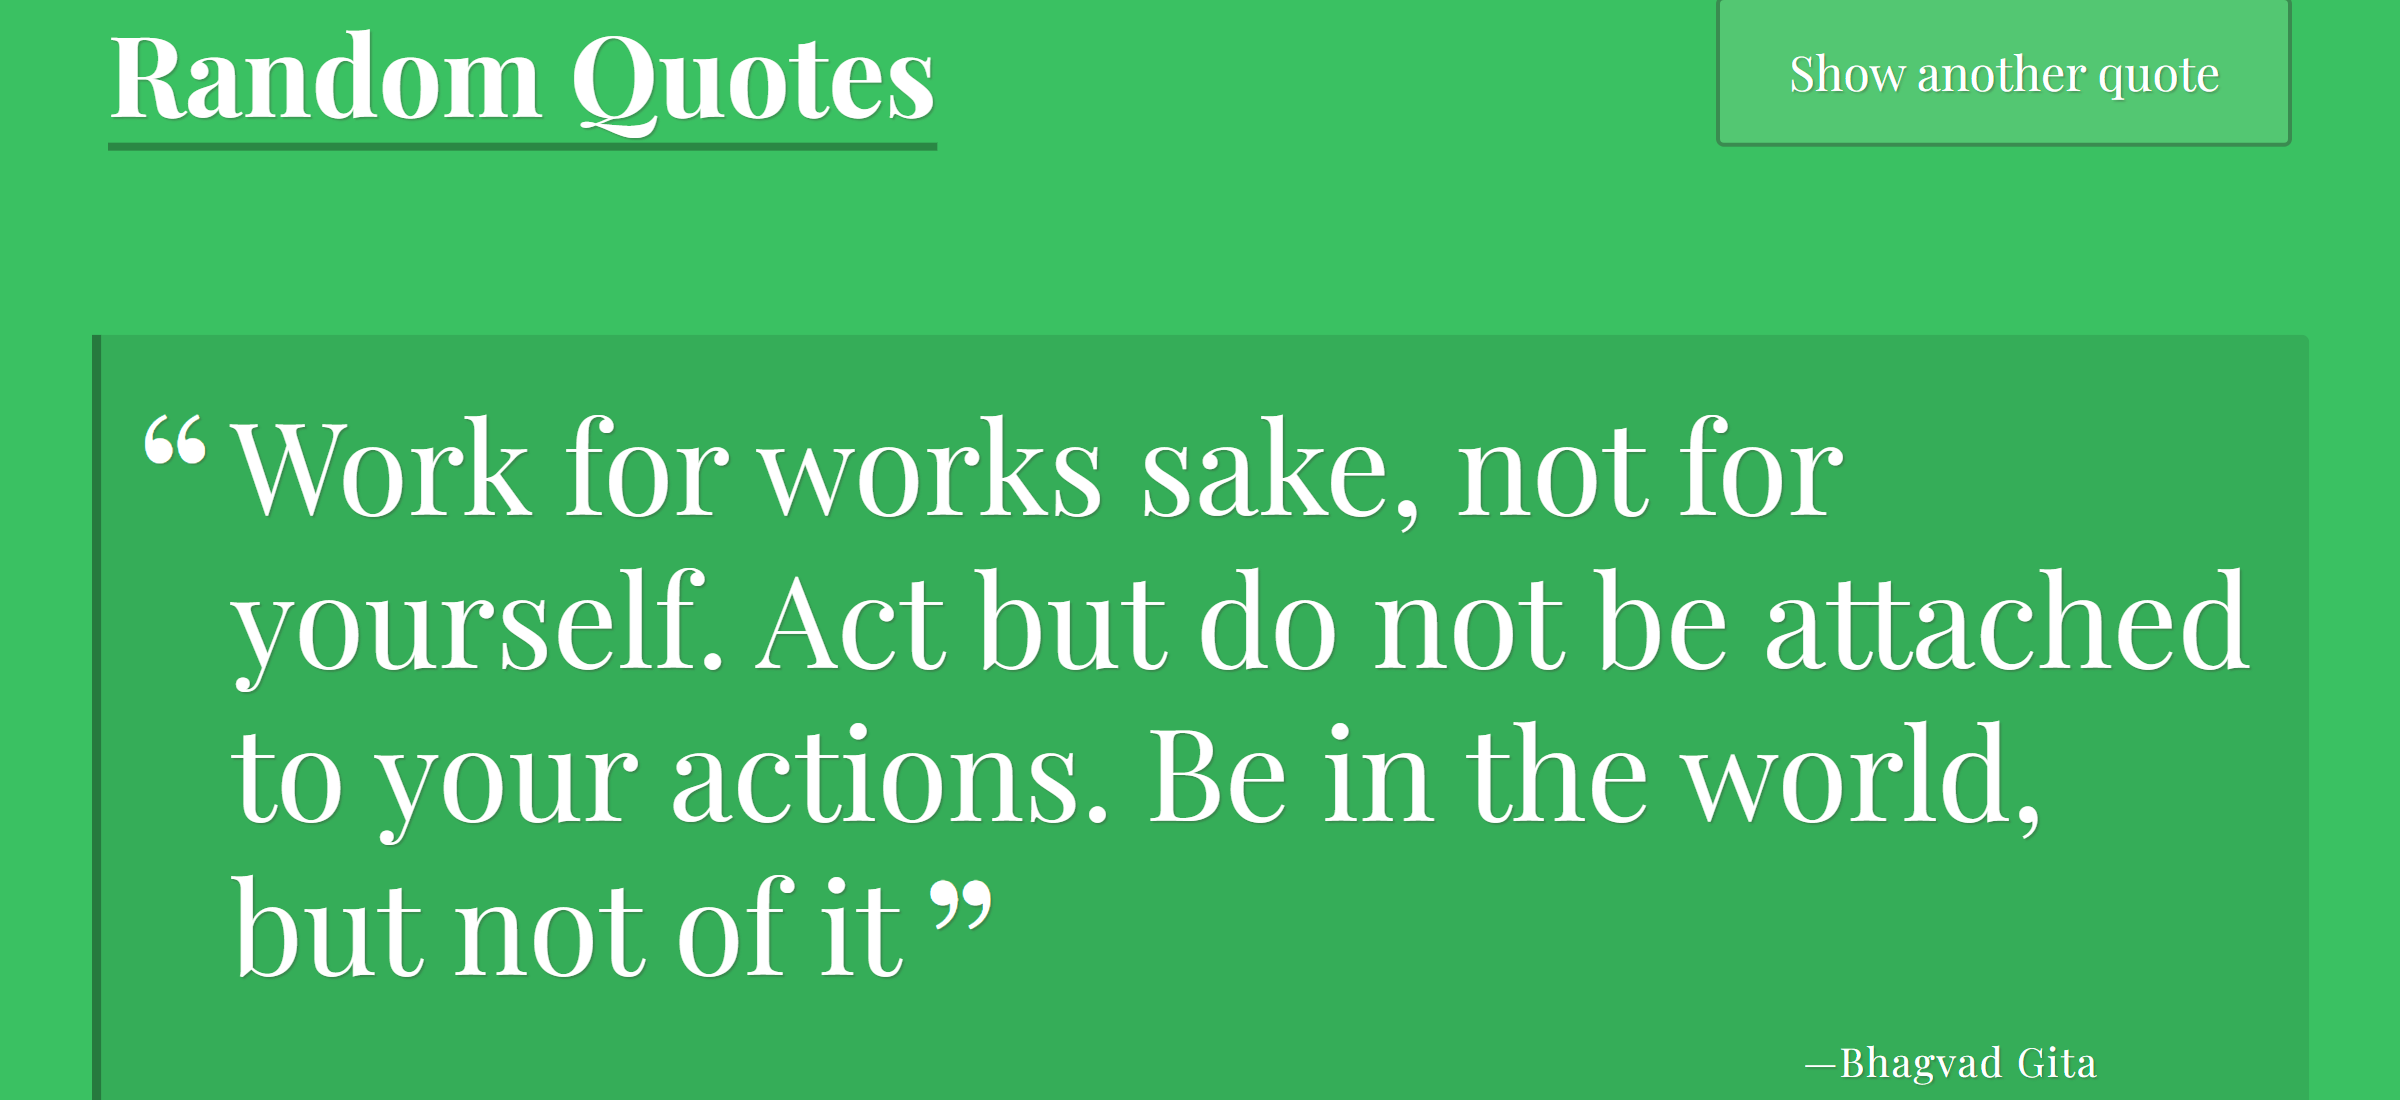 Random Quotes
Show another quote
“Work for works sake, not for
yourself. Act but do not be attached
to your actions. Be in the world,
but not of it ”
—Bhagvad Gita